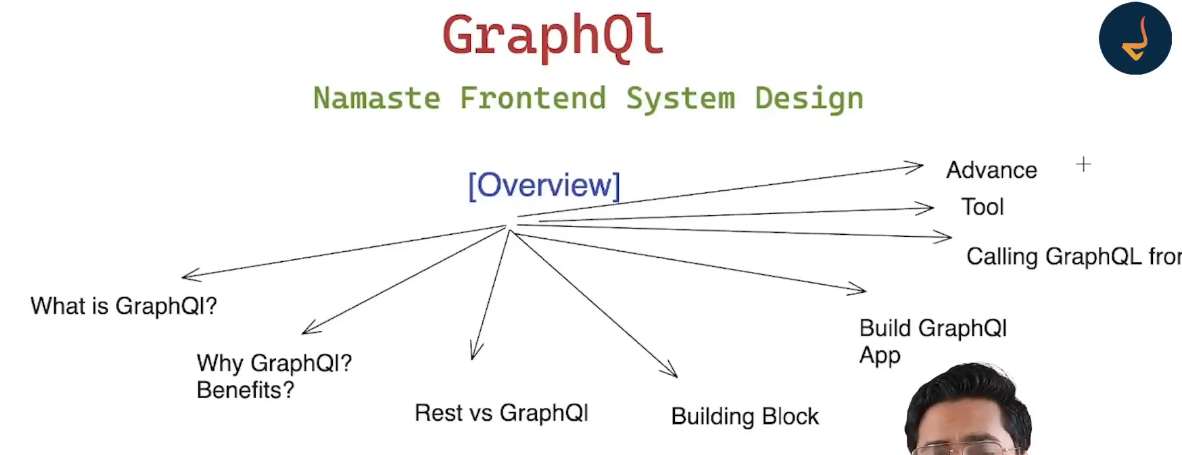 GraphQl
Namaste Frontend System Design
[Overview]
Advance
Tool
Calling GraphQL
What is GraphQl?
Why GraphQl?
Benefits?
Rest vs GraphQl
Building Block
Build GraphQl
App